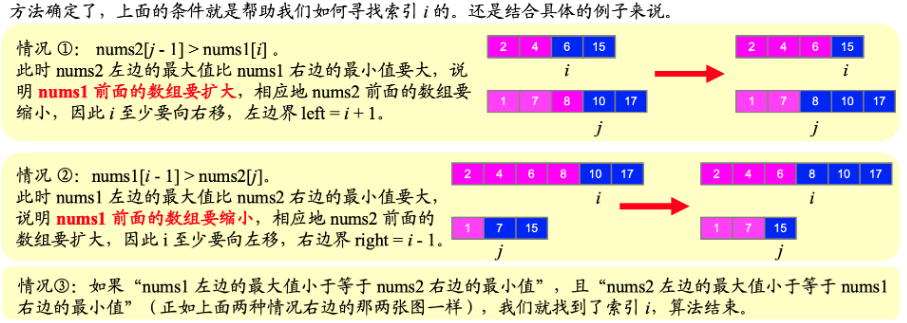 方法确定了，上面的条件就是帮助我们如何寻找索引 i 的。还是结合具体的例子来说。
情况 ①： nums2[j - 1] > nums1[i] 。
此时 nums2 左边的最大值比 nums1 右边的最小值要大，说
明 nums1 前面的数组要扩大，相应地 nums2 前面的数组要
缩小，因此 i 至少要向右移，左边界 left = i + 1。
2 4 6 15
i
1 7 8 10 17
j
2 4 6 15
i
1 7 8 10 17
j
情况 ②： nums1[i - 1] > nums2[j]。
此时 nums1 左边的最大值比 nums2 右边的最小值要大，
说明 nums1 前面的数组要缩小，相应地 nums2 前面的
数组要扩大，因此 i 至少要向左移，右边界 right = i - 1。
2 4 6 8 10 17
i
1 7 15
j
2 4 6 8 10 17
i
1 7 15
j
情况③：如果“nums1 左边的最大值小于等于 nums2 右边的最小值”，且“nums2 左边的最大值小于等于 nums1
右边的最小值”（正如上面两种情况右边的那两张图一样），我们就找到了索引 i，算法结束。